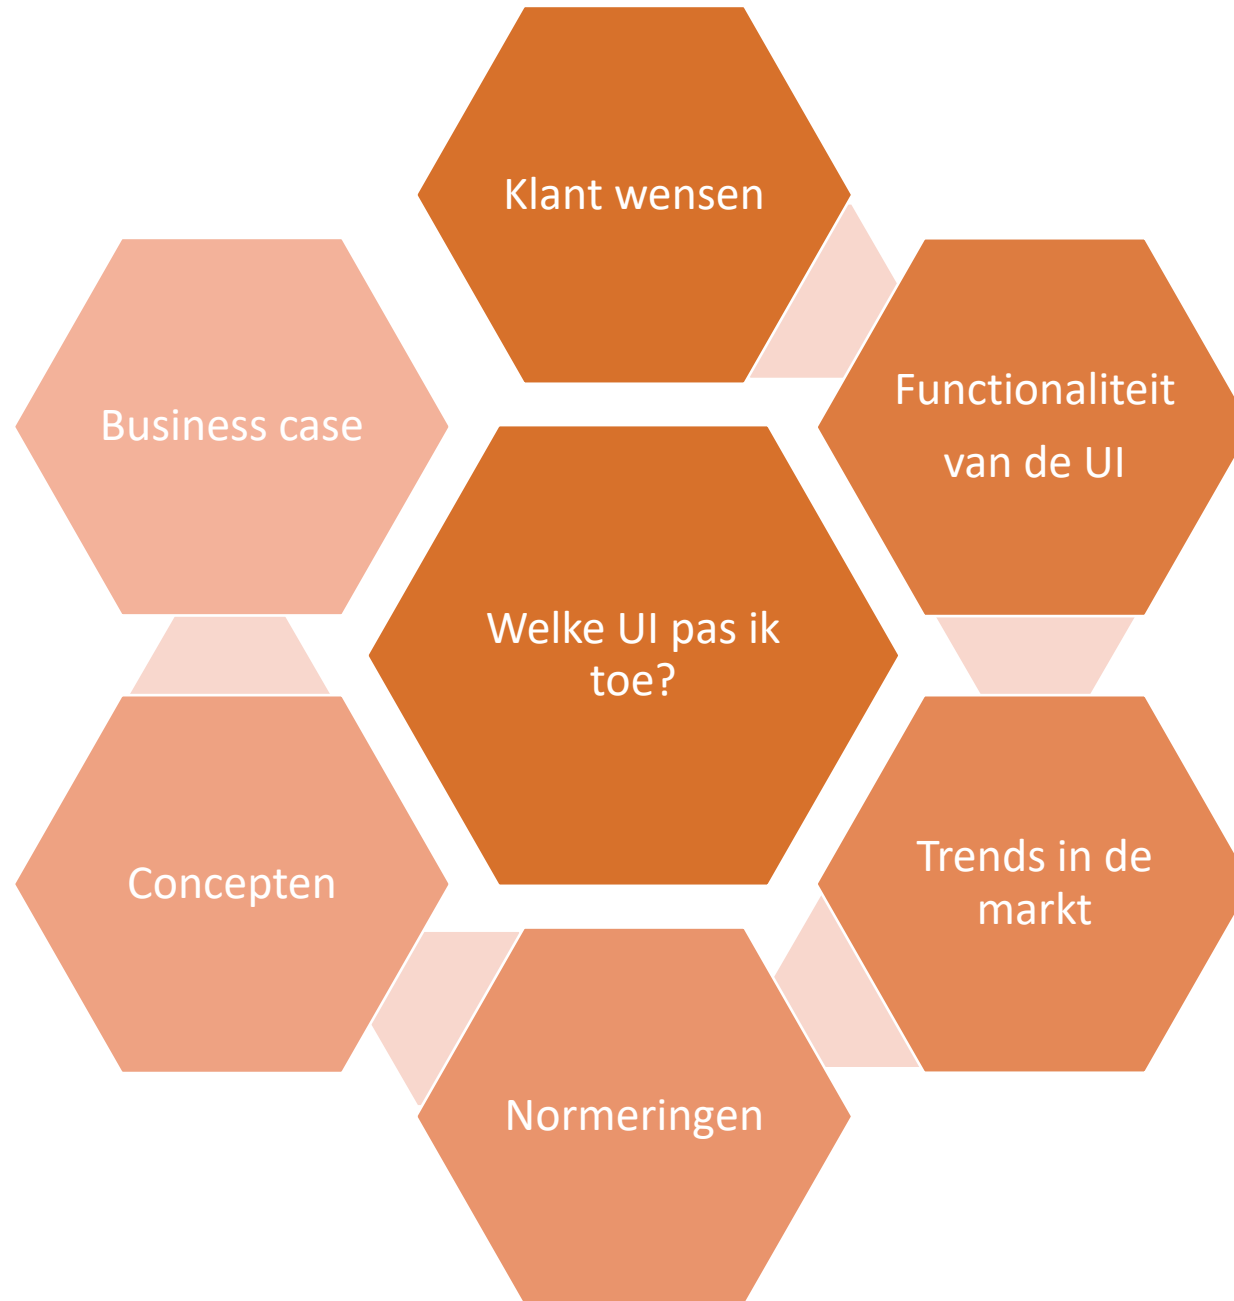 Klant wensen
Functionaliteit
van de UI
Business case
Welke UI pas ik
toe?
Trends in de
markt
Concepten
Normeringen